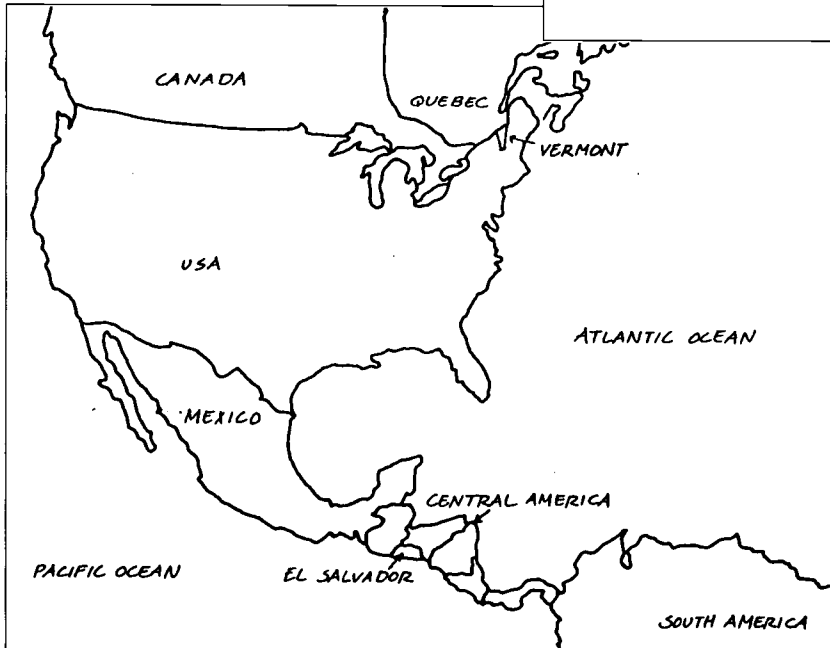 CANADA
QUEBEC
VERMONT
USA
ATLANTIC OCEAN
MEXICO
CENTRAL AMERICA
PACIFIC OCEAN
EL SALVADOR
SOUTH AMERICA